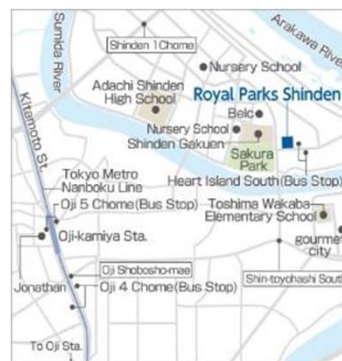 Sumida River
Arakawa River
Shinden 1Chome
Nursery School
Adachi Shinden
High School
Royal Parks Shinden
Belc
Nursery School
Shinden Gakuen
Sakura
Park
Kitamoto St.
Heart Island South(Bus Stop)
Tokyo Metro
Nanboku Line
Toshima Wakaba
Elementary School
Oji 5 Chome(Bus Stop)
Oji-kamiya Sta.
gourmet
city
Oji Shobosho-mae
Shin-toyohashi South
Jonathan
Oji 4 Chome(Bus Stop)
To Oji Sta.